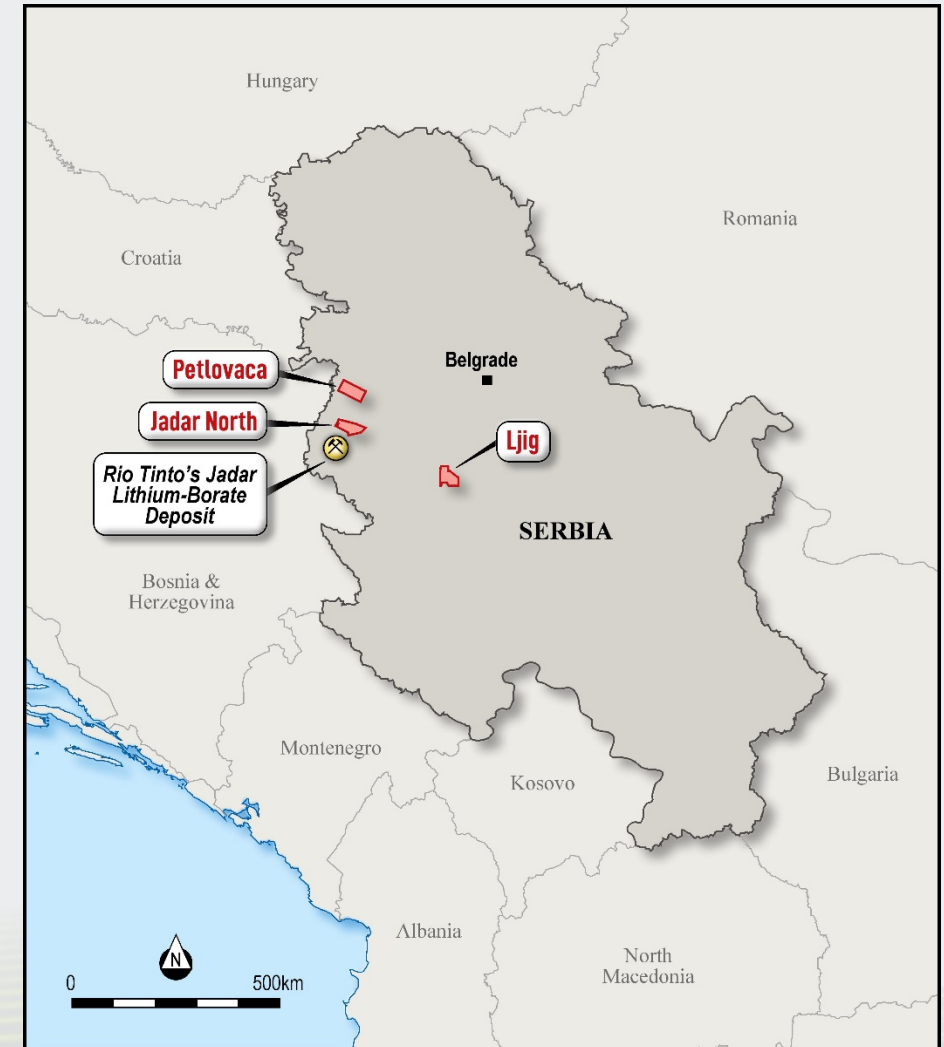 Hungary
Romania
Croatia
Petlovaca
Belgrade
Jadar North
Ljig
Rio Tinto's Jadar
Lithium-Borate
Deposit
SERBIA
Bosnia &
Herzegovina
Montenegro
Kosovo
Bulgaria
Albania
North
Macedonia
N
0 500km